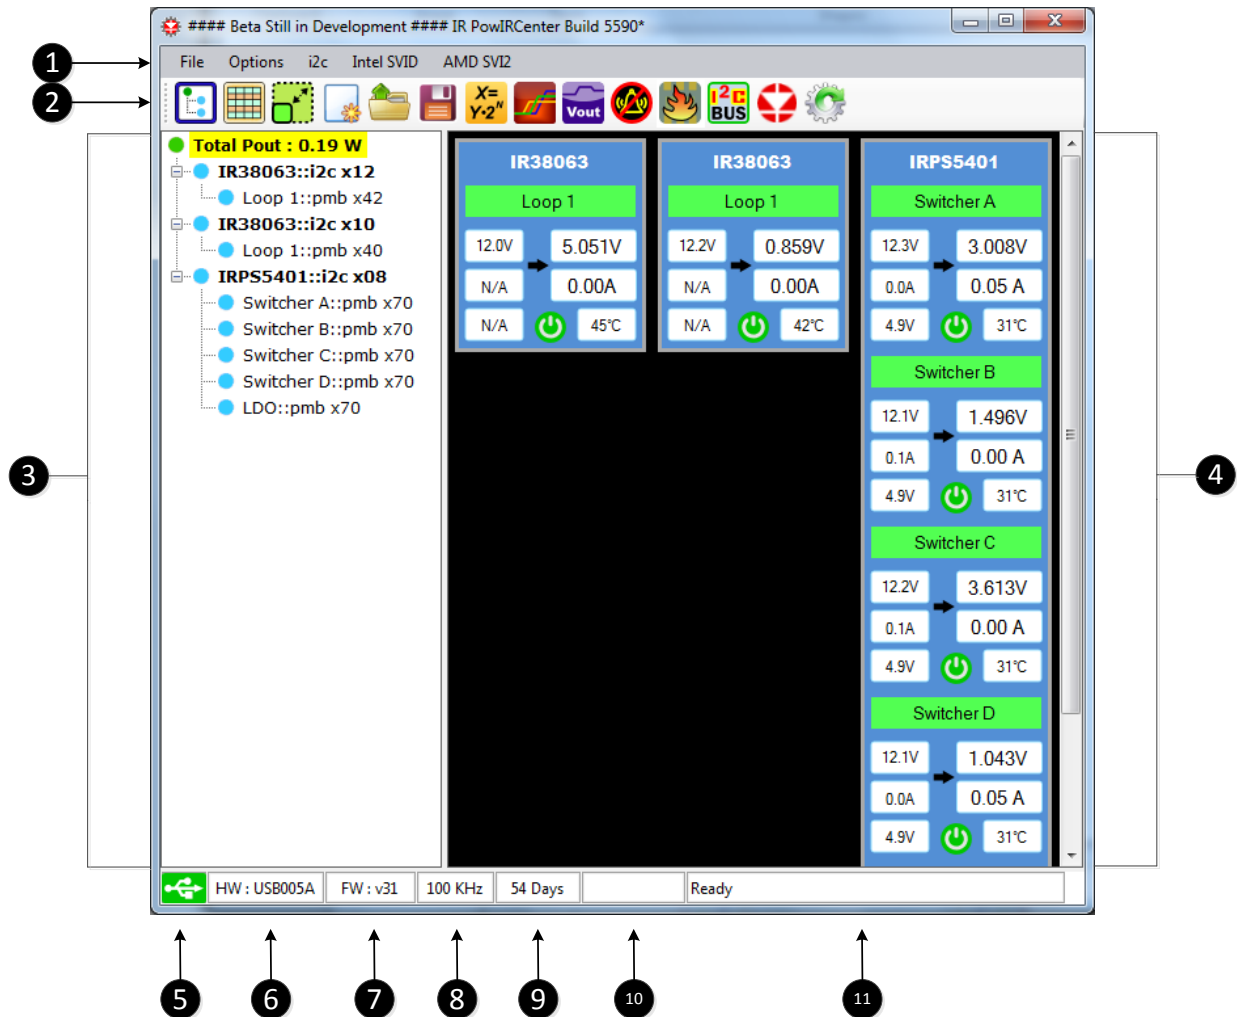 #### Beta Still in Development #### IR PowIRCenter Build 5590*
1
File Options i2c Intel SVID AMD SVI2
2
X=
Y·2ᴺ
Vout
I²C
BUS
Total Pout : 0.19 W
IR38063::i2c x12
Loop 1::pmb x42
IR38063::i2c x10
Loop 1::pmb x40
IRPS5401::i2c x08
Switcher A::pmb x70
Switcher B::pmb x70
Switcher C::pmb x70
Switcher D::pmb x70
LDO::pmb x70
3
IR38063
Loop 1
12.0V 5.051V
N/A 0.00A
N/A 45°C
IR38063
Loop 1
12.2V 0.859V
N/A 0.00A
N/A 42°C
IRPS5401
Switcher A
12.3V 3.008V
0.0A 0.05 A
4.9V 31°C
Switcher B
12.1V 1.496V
0.1A 0.00 A
4.9V 31°C
Switcher C
12.2V 3.613V
0.1A 0.00 A
4.9V 31°C
Switcher D
12.1V 1.043V
0.0A 0.05 A
4.9V 31°C
4
HW : USB005A FW : v31 100 KHz 54 Days Ready
5 6 7 8 9 10 11